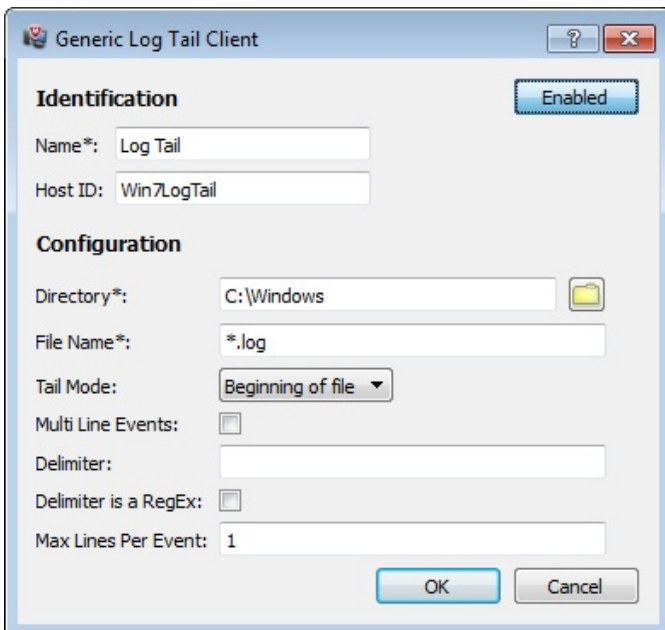 Generic Log Tail Client
Identification
Enabled
Name*: Log Tail
Host ID: Win7LogTail
Configuration
Directory*: C:\Windows
File Name*: *.log
Tail Mode: Beginning of file
Multi Line Events:
Delimiter:
Delimiter is a RegEx:
Max Lines Per Event: 1
OK Cancel